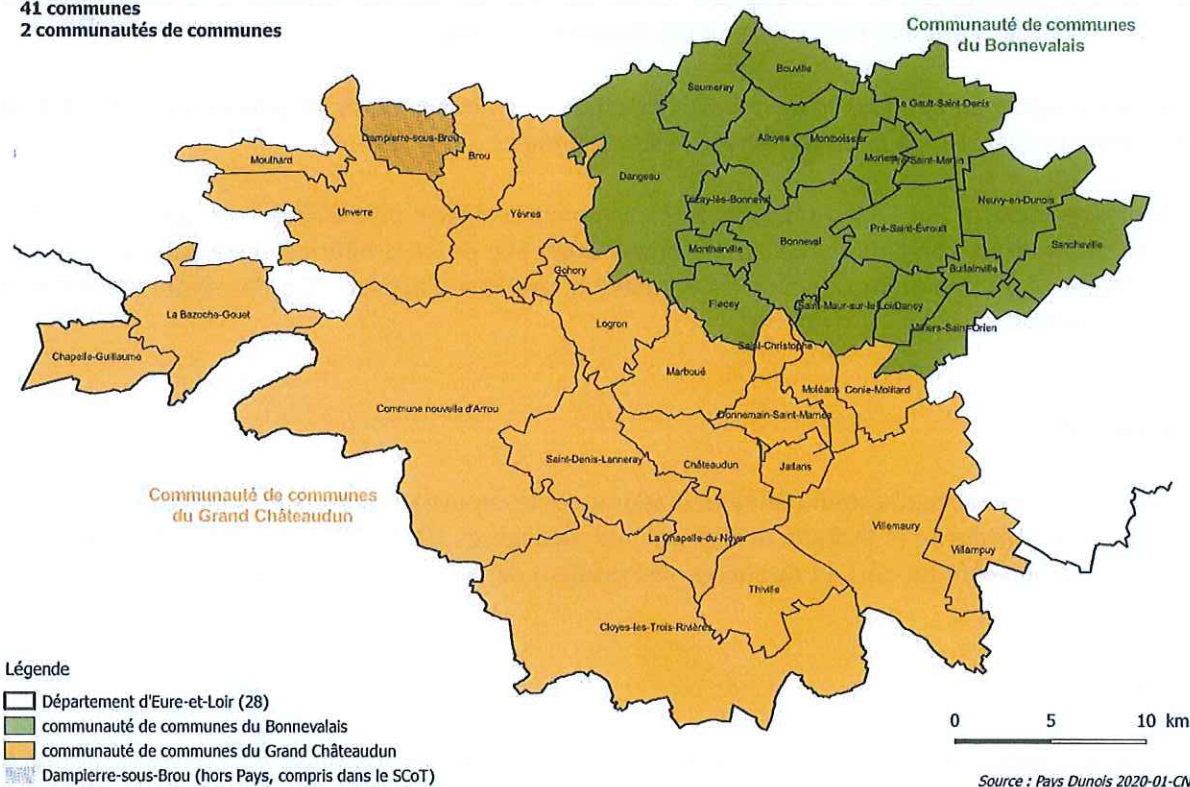 41 communes
2 communautés de communes
Communauté de communes
du Bonnevalais
Bouville
Saumeray
Le Gault-Saint-Denis
Dampierre-sous-Brou
Alluyes
Montboissier
Brou
Moriers
Pré-Saint-Martin
Moulhard
Dangeau
Neuvy-en-Dunois
Trizay-lès-Bonneval
Unverre
Yèvres
Pré-Saint-Évroult
Bonneval
Sancheville
Montharville
Gohory
Bullainville
Flacey
Saint-Maur-sur-le-Loir
Dancy
La Bazoche-Gouet
Logron
Villiers-Saint-Orien
Saint-Christophe
Chapelle-Guillaume
Marboué
Moléans
Conie-Molitard
Commune nouvelle d'Arrou
Donnemain-Saint-Mamès
Saint-Denis-Lanneray
Châteaudun
Jallans
Communauté de communes
du Grand Châteaudun
Villemaury
La Chapelle-du-Noyer
Villampuy
Thiville
Cloyes-les-Trois-Rivières
Légende
Département d'Eure-et-Loir (28)
communauté de communes du Bonnevalais
communauté de communes du Grand Châteaudun
Dampierre-sous-Brou (hors Pays, compris dans le SCoT)
0 5 10 km
Source : Pays Dunois 2020-01-CN